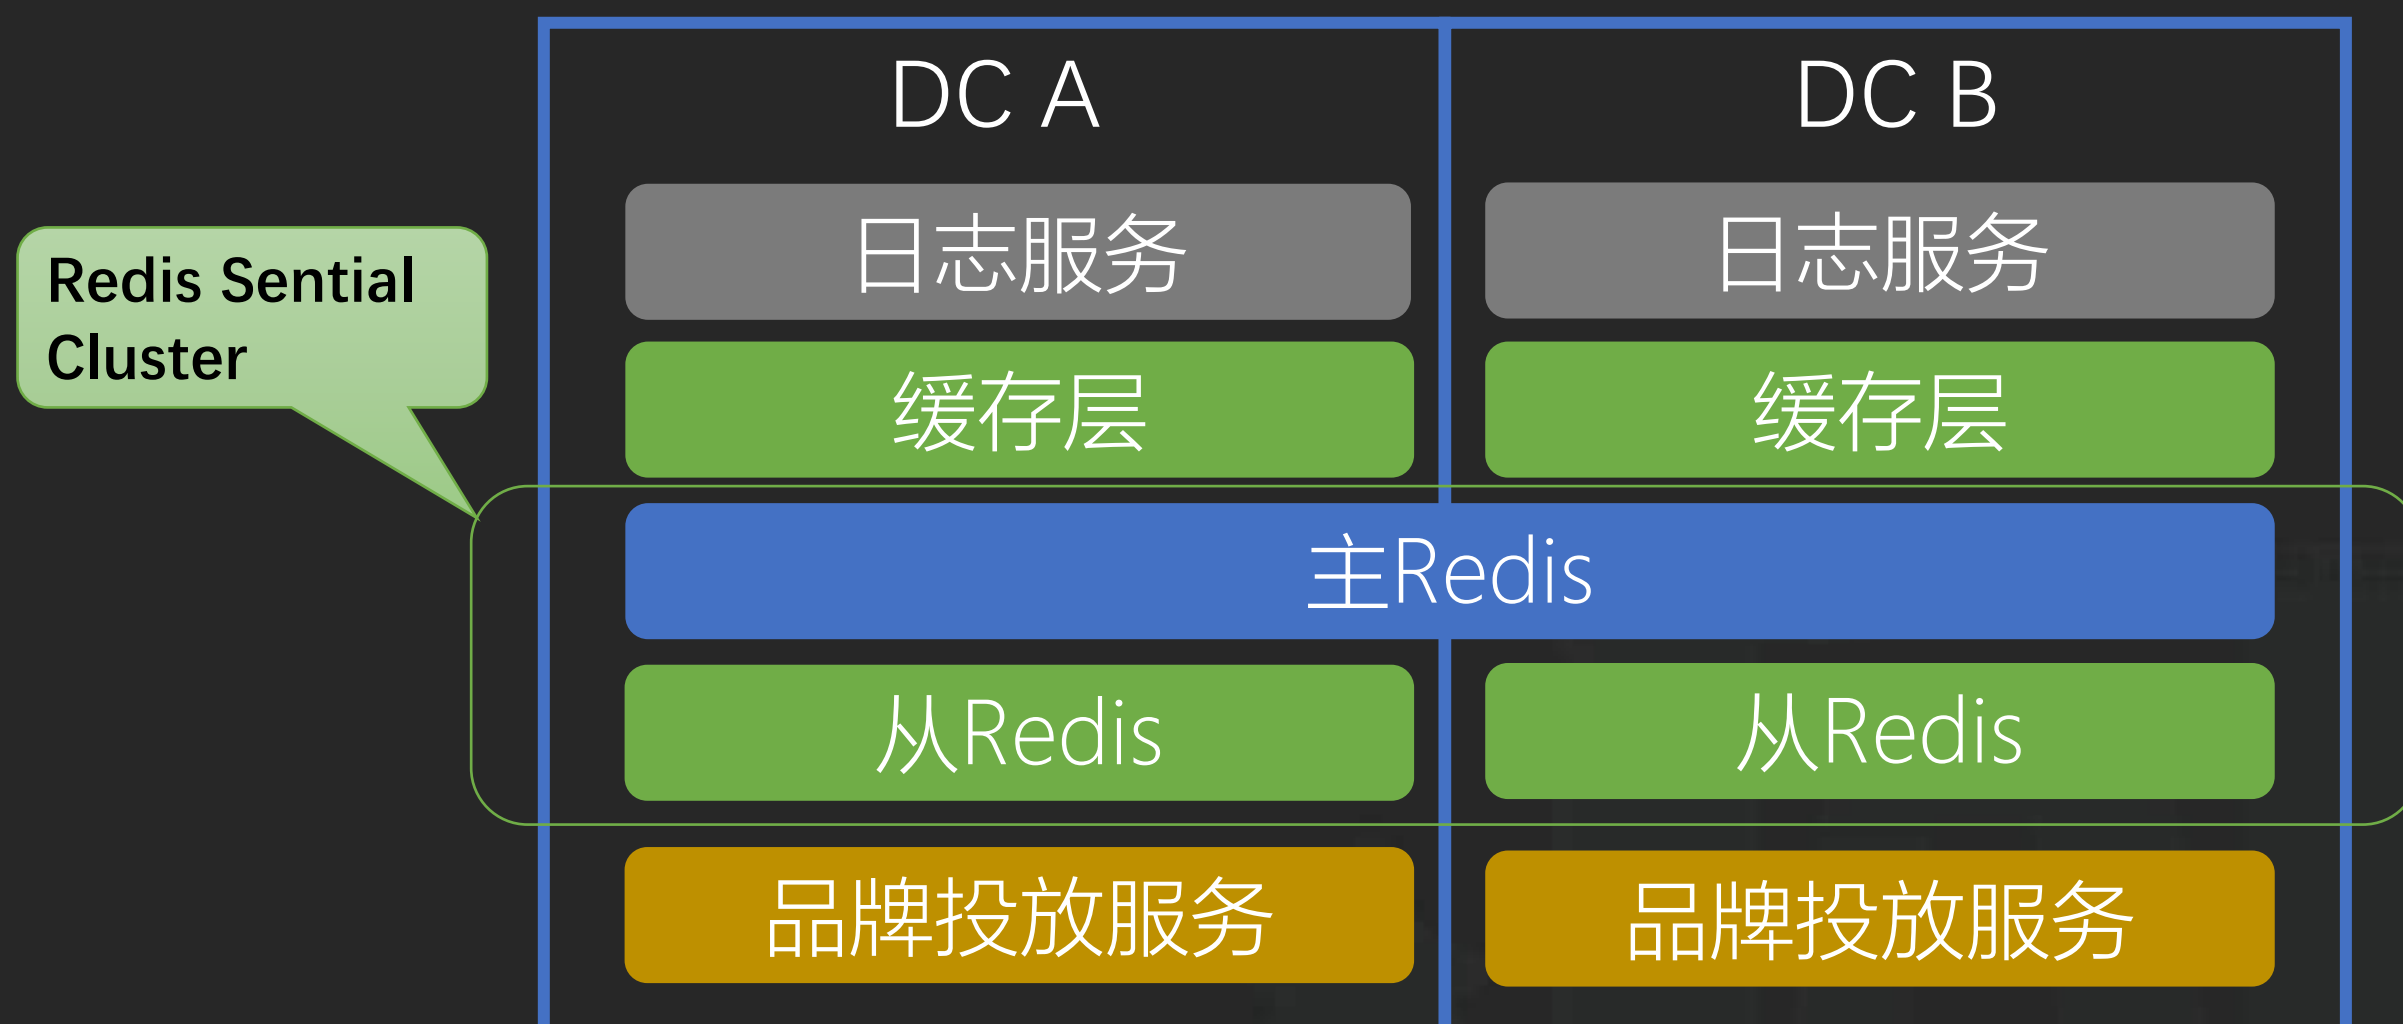 DC A
DC B
日志服务
日志服务
Redis Sential
Cluster
缓存层
缓存层
主Redis
从Redis
从Redis
品牌投放服务
品牌投放服务